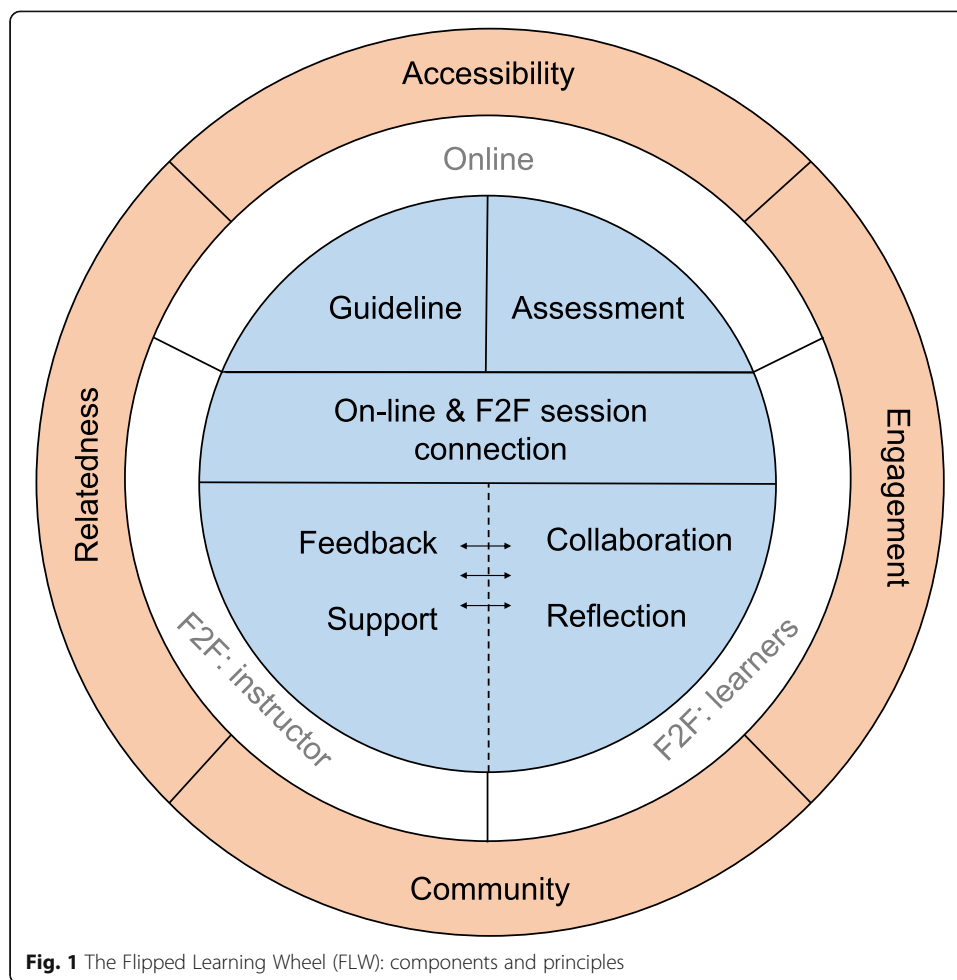 Accessibility
Online
Guideline
Assessment
On-line & F2F session
connection
Relatedness
Engagement
Feedback
Collaboration
Support
Reflection
F2F: instructor
F2F: learners
Community
Fig. 1 The Flipped Learning Wheel (FLW): components and principles